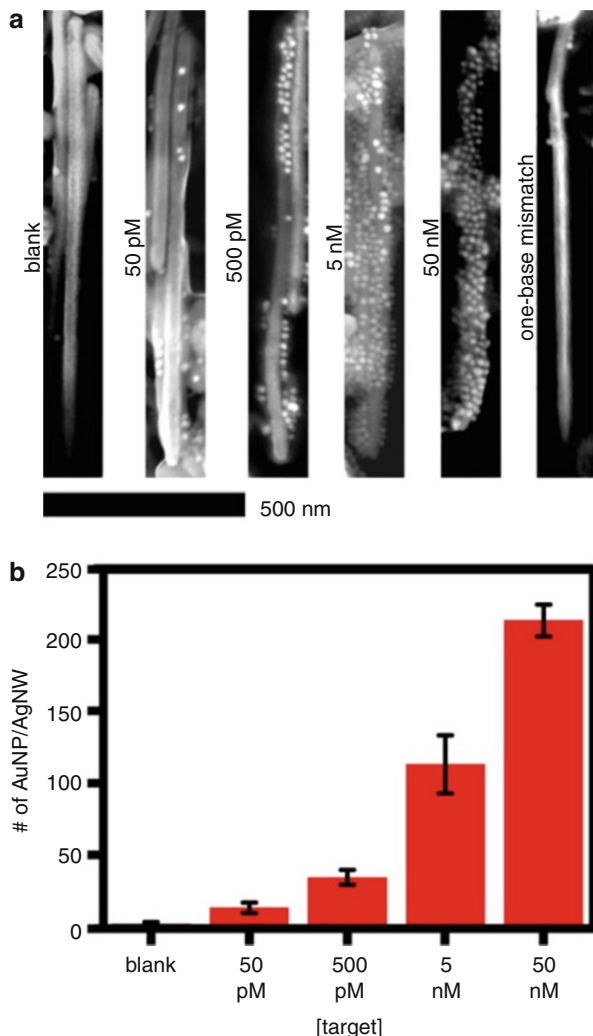 a
blank
50 pM
500 pM
5 nM
50 nM
one-base mismatch
500 nm
b
# of AuNP/AgNW
250
200
150
100
50
0
blank
50
pM
500
pM
5
nM
50
nM
[target]